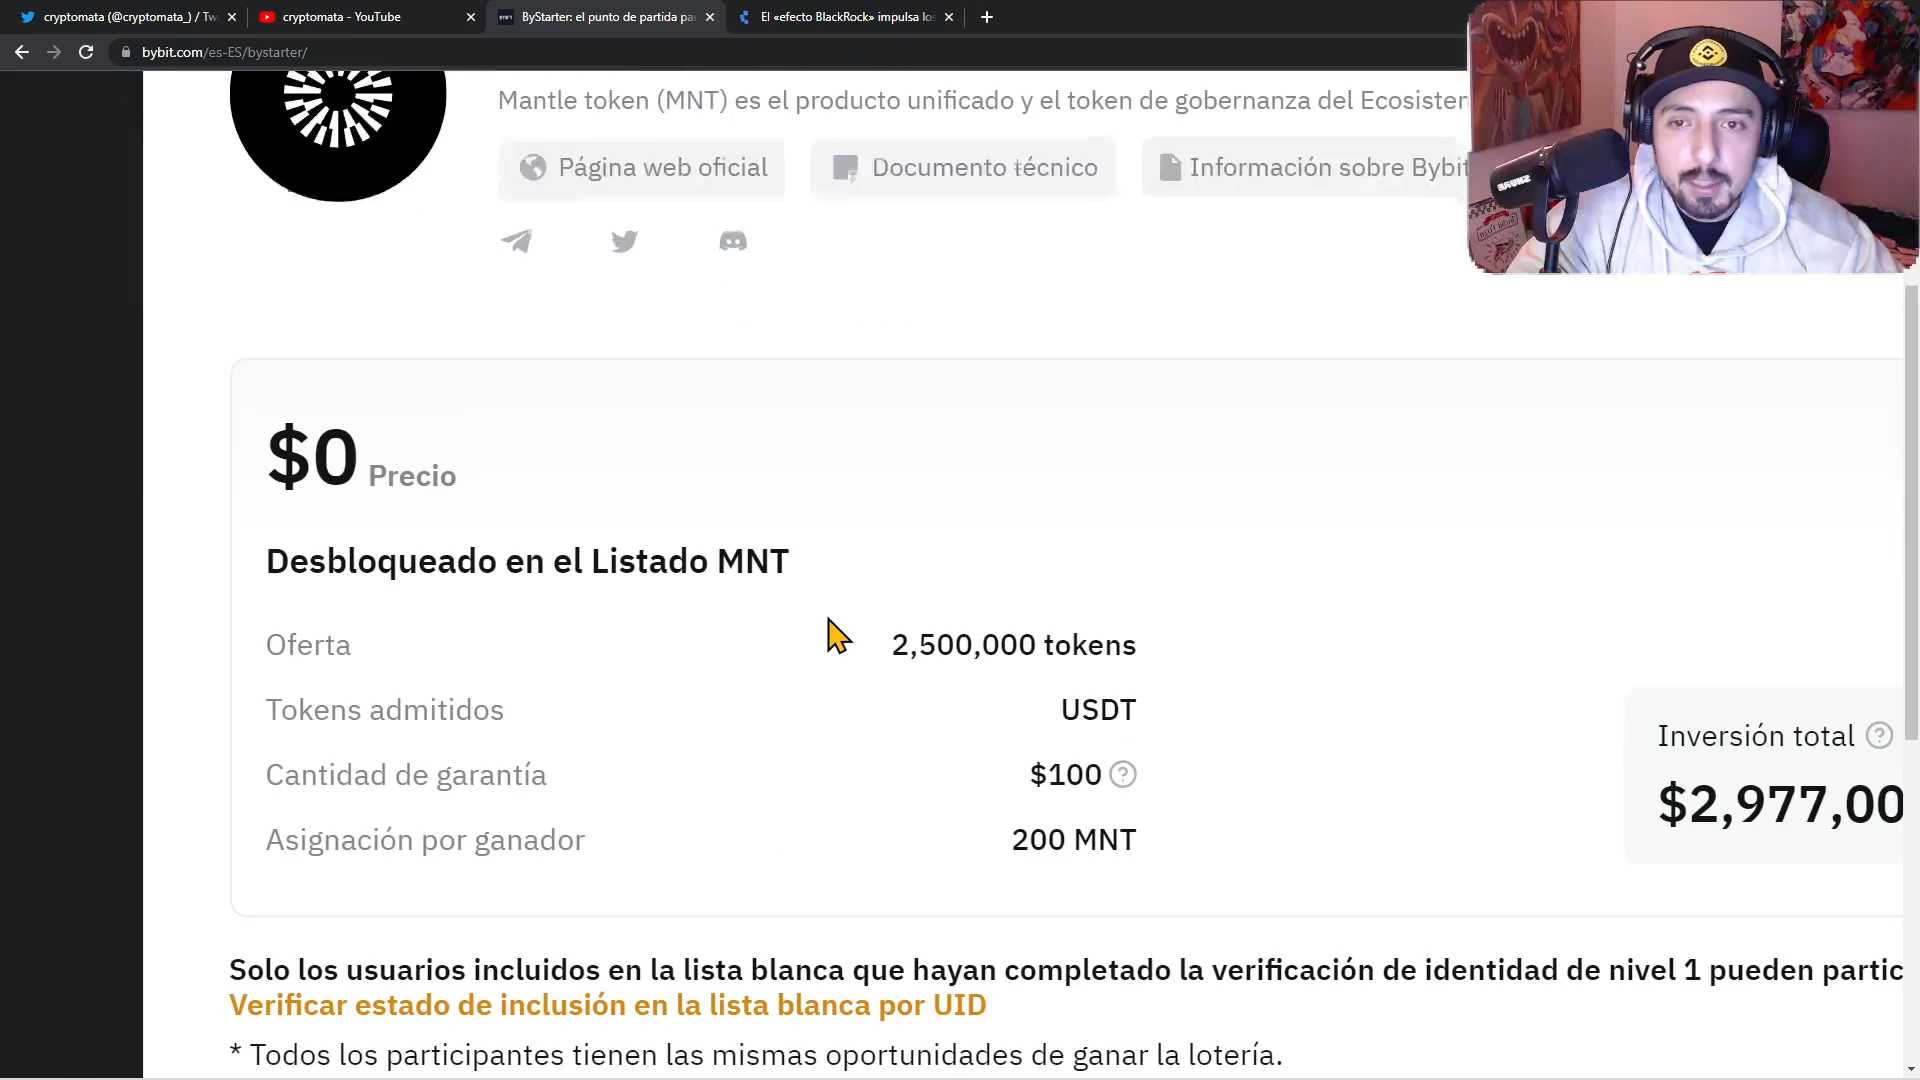 cryptomata (@cryptomata_) / Tw
cryptomata - YouTube
ByStarter: el punto de partida pa
El «efecto BlackRock» impulsa lo
bybit.com/es-ES/bystarter/
Mantle token (MNT) es el producto unificado y el token de gobernanza del Ecosister
Página web oficial
Documento técnico
Información sobre Bybit
SHURE
$0 Precio
Desbloqueado en el Listado MNT
Oferta 2,500,000 tokens
Tokens admitidos USDT
Cantidad de garantía $100 ?
Asignación por ganador 200 MNT
Inversión total ?
$2,977,00
Solo los usuarios incluidos en la lista blanca que hayan completado la verificación de identidad de nivel 1 pueden partic
Verificar estado de inclusión en la lista blanca por UID
* Todos los participantes tienen las mismas oportunidades de ganar la lotería.